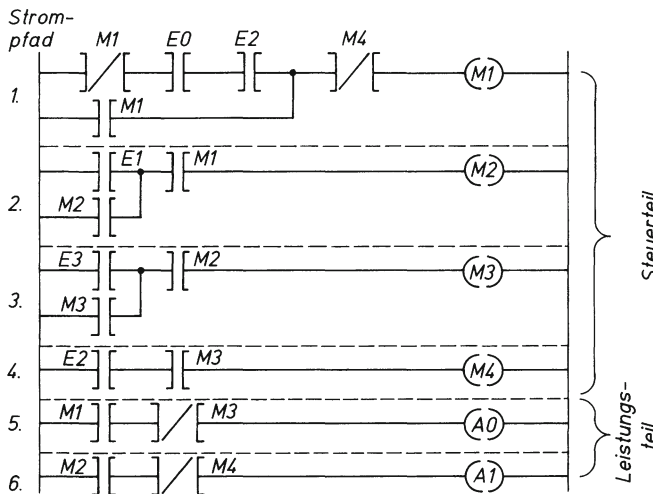 Strom-
pfad
M1 E0 E2 M4
1. M1
M1
E1 M1 M2
2. M2
E3 M2 M3
3. M3
E2 M3 M4
4.
M1 M3 A0
5.
M2 M4 A1
6.
Steuerteil
Leistungs-
teil